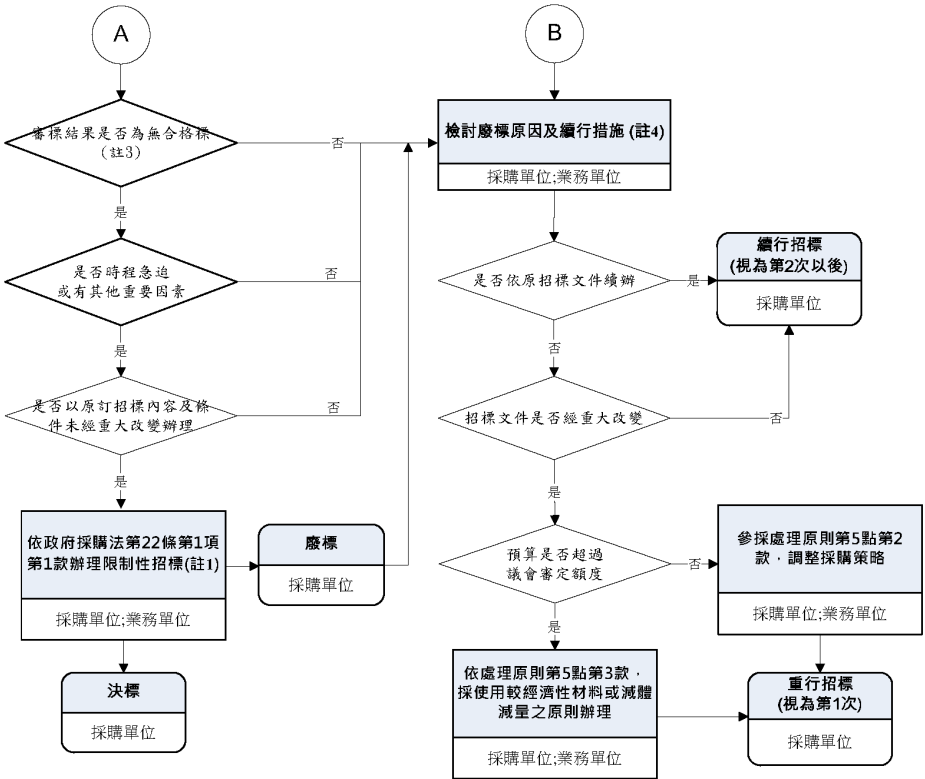 A
審標結果是否為無合格標
(註3)
否
是
是否時程急迫
或有其他重要因素
否
是
是否以原訂招標內容及條
件未經重大改變辦理
否
是
依政府採購法第22條第1項
第1款辦理限制性招標(註1)
採購單位;業務單位
廢標
採購單位
決標
採購單位
B
檢討廢標原因及續行措施 (註4)
採購單位;業務單位
是否依原招標文件續辦
是
續行招標
(視為第2次以後)
採購單位
否
招標文件是否經重大改變
否
是
預算是否超過
議會審定額度
否
參採處理原則第5點第2
款，調整採購策略
採購單位;業務單位
是
依處理原則第5點第3款，
採使用較經濟性材料或減體
減量之原則辦理
採購單位;業務單位
重行招標
(視為第1次)
採購單位